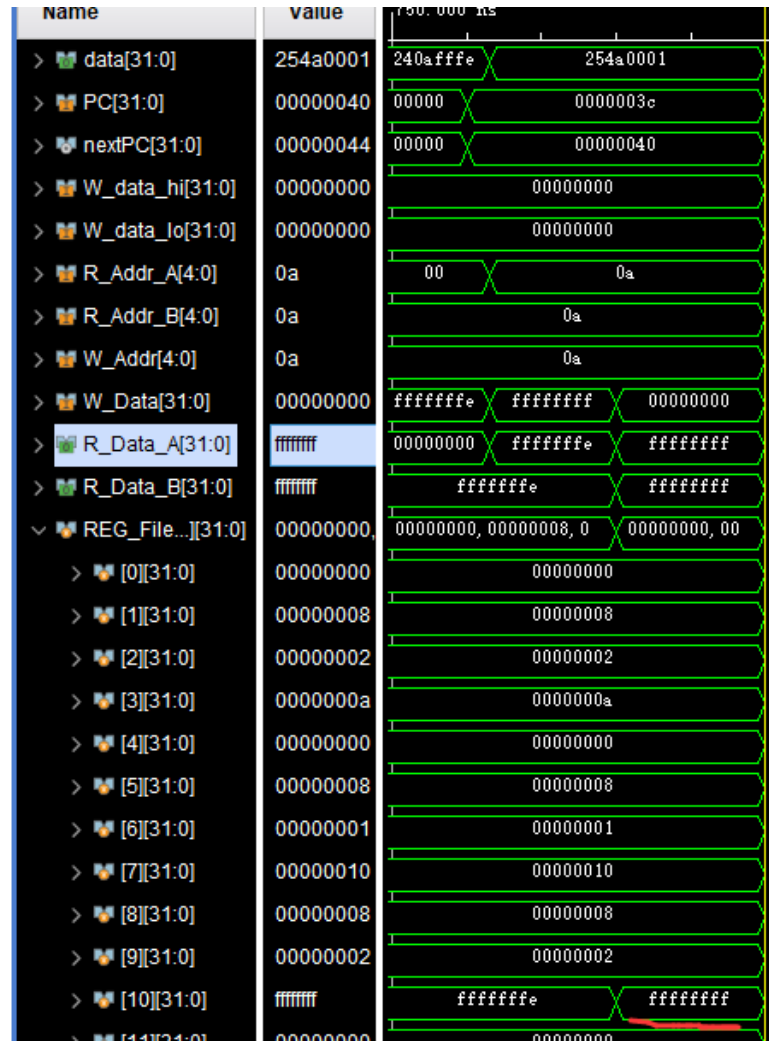 Name Value 750.000 ns
data[31:0] 254a0001 240afffe 254a0001
PC[31:0] 00000040 00000 0000003c
nextPC[31:0] 00000044 00000 00000040
W_data_hi[31:0] 00000000 00000000
W_data_lo[31:0] 00000000 00000000
R_Addr_A[4:0] 0a 00 0a
R_Addr_B[4:0] 0a 0a
W_Addr[4:0] 0a 0a
W_Data[31:0] 00000000 fffffffe ffffffff 00000000
R_Data_A[31:0] ffffffff 00000000 fffffffe ffffffff
R_Data_B[31:0] ffffffff fffffffe ffffffff
REG_File...][31:0] 00000000, 00000000, 00000008, 0 00000000, 00
[0][31:0] 00000000 00000000
[1][31:0] 00000008 00000008
[2][31:0] 00000002 00000002
[3][31:0] 0000000a 0000000a
[4][31:0] 00000000 00000000
[5][31:0] 00000008 00000008
[6][31:0] 00000001 00000001
[7][31:0] 00000010 00000010
[8][31:0] 00000008 00000008
[9][31:0] 00000002 00000002
[10][31:0] ffffffff fffffffe ffffffff
[11][31:0] 00000000 00000000